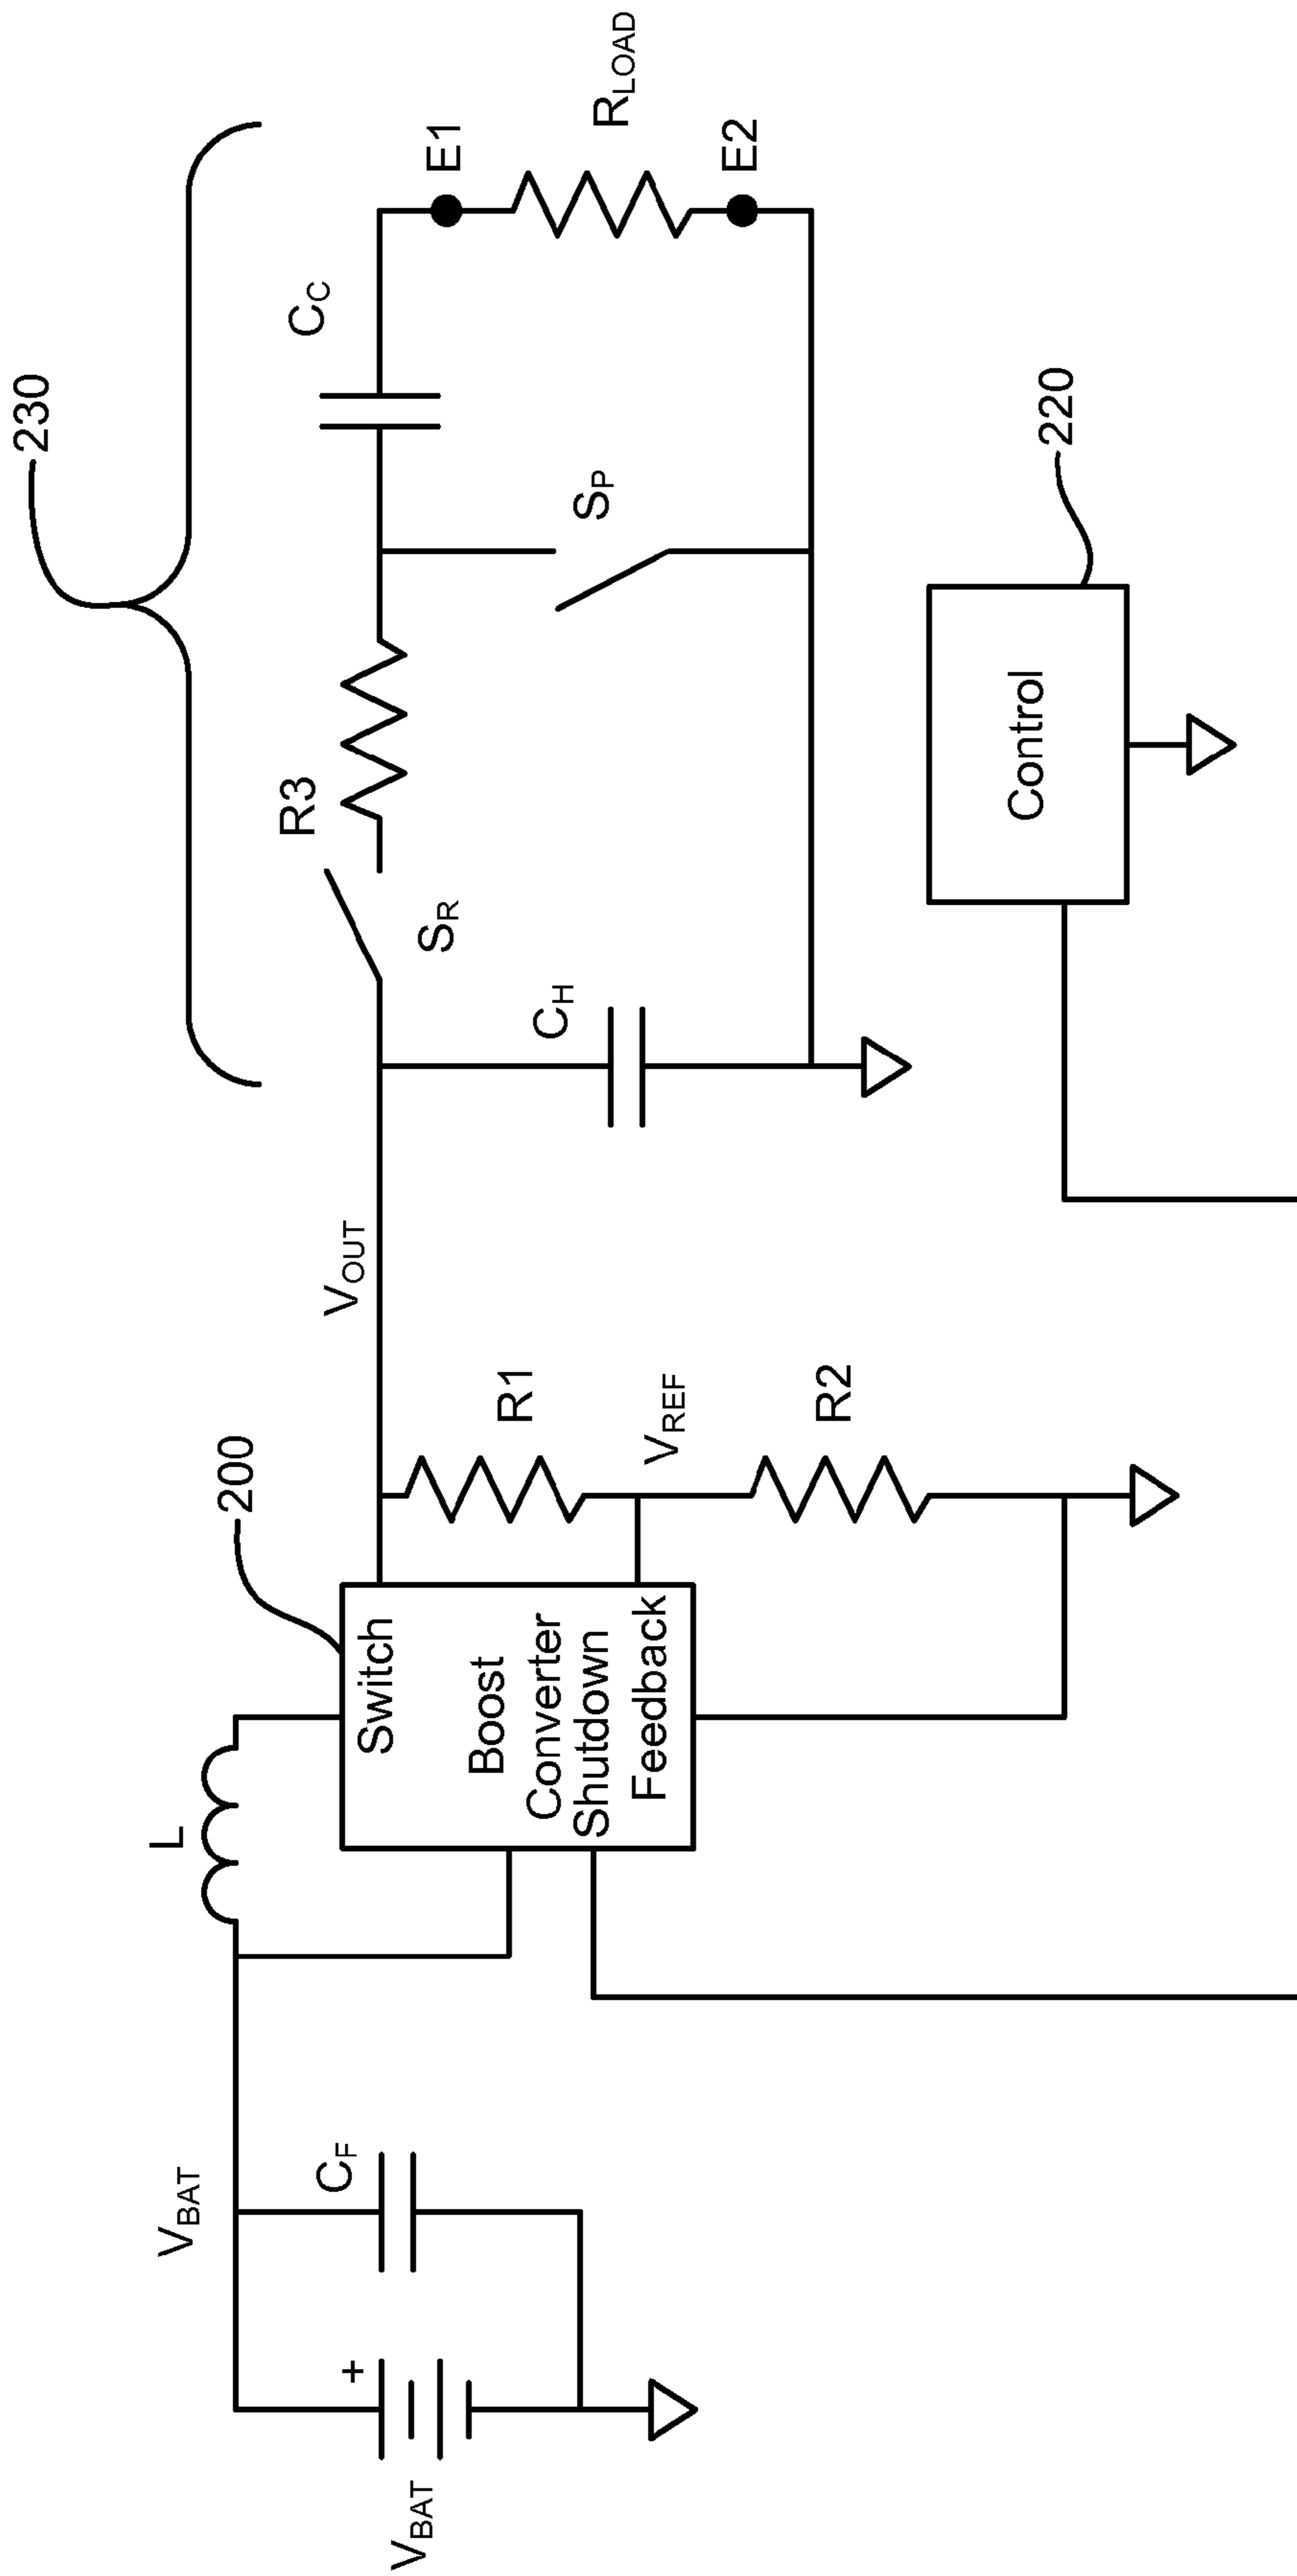 230
L
200
V_BAT
V_BAT
+
C_F
Switch
Boost
Converter
Shutdown
Feedback
V_OUT
R1
V_REF
R2
S_R
R3
C_H
S_P
C_C
E1
R_LOAD
E2
Control
220